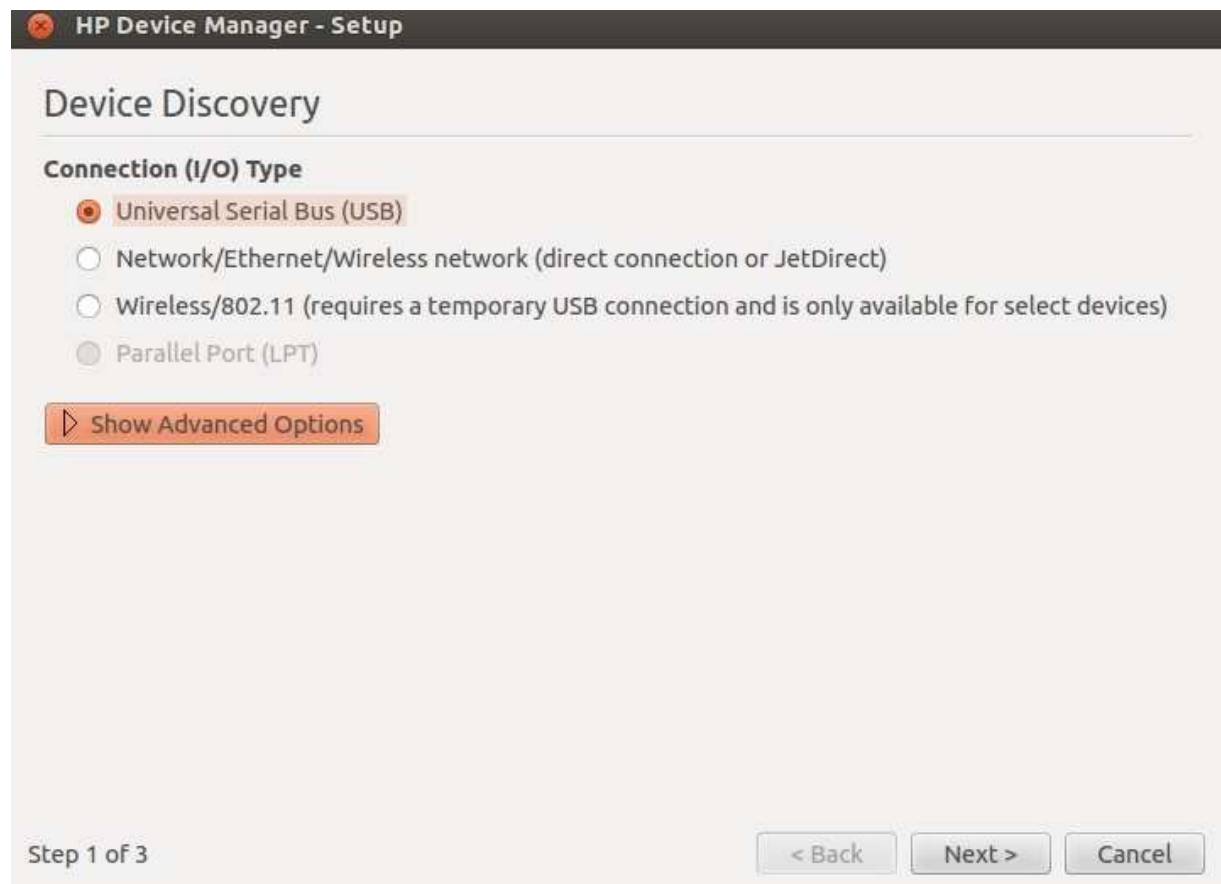 HP Device Manager - Setup
Device Discovery
Connection (I/O) Type
Universal Serial Bus (USB)
Network/Ethernet/Wireless network (direct connection or JetDirect)
Wireless/802.11 (requires a temporary USB connection and is only available for select devices)
Parallel Port (LPT)
Show Advanced Options
Step 1 of 3
< Back
Next >
Cancel